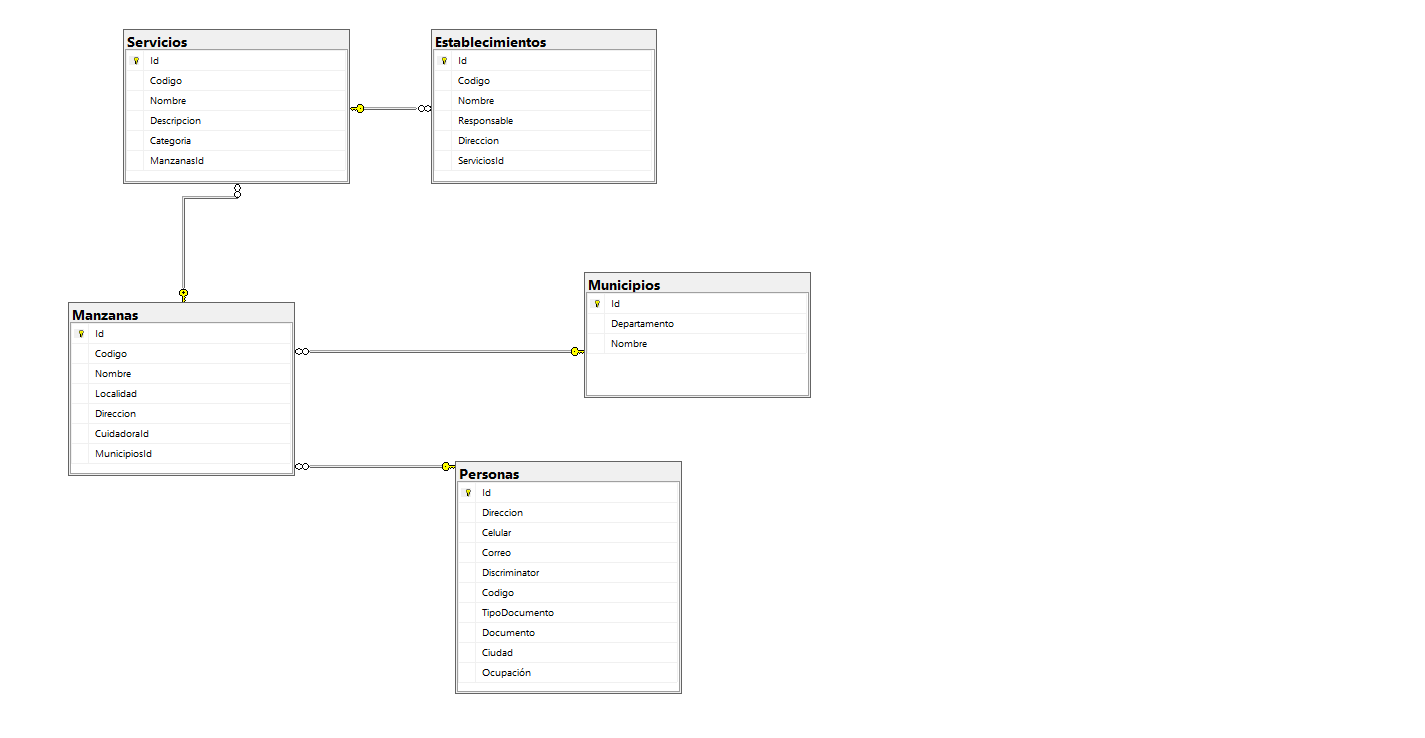 Servicios
Id
Codigo
Nombre
Descripcion
Categoria
ManzanasId
Establecimientos
Id
Codigo
Nombre
Responsable
Direccion
ServiciosId
Manzanas
Id
Codigo
Nombre
Localidad
Direccion
CuidadoraId
MunicipiosId
Municipios
Id
Departamento
Nombre
Personas
Id
Direccion
Celular
Correo
Discriminator
Codigo
TipoDocumento
Documento
Ciudad
Ocupación